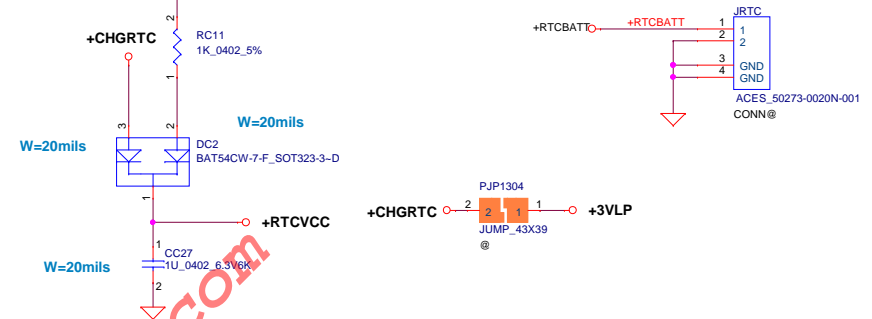 2
RC11
1K_0402_5%
1
+CHGRTC
3
2
W=20mils
W=20mils
DC2
BAT54CW-7-F_SOT323-3~D
1
+RTCVCC
1
CC27
1U_0402_6.3V6K
W=20mils
2
com
+RTCBATT
+RTCBATT
JRTC
1
1
2
2
3
GND
4
GND
ACES_50273-0020N-001
CONN@
PJP1304
+CHGRTC
2
2
1
1
+3VLP
JUMP_43X39
@